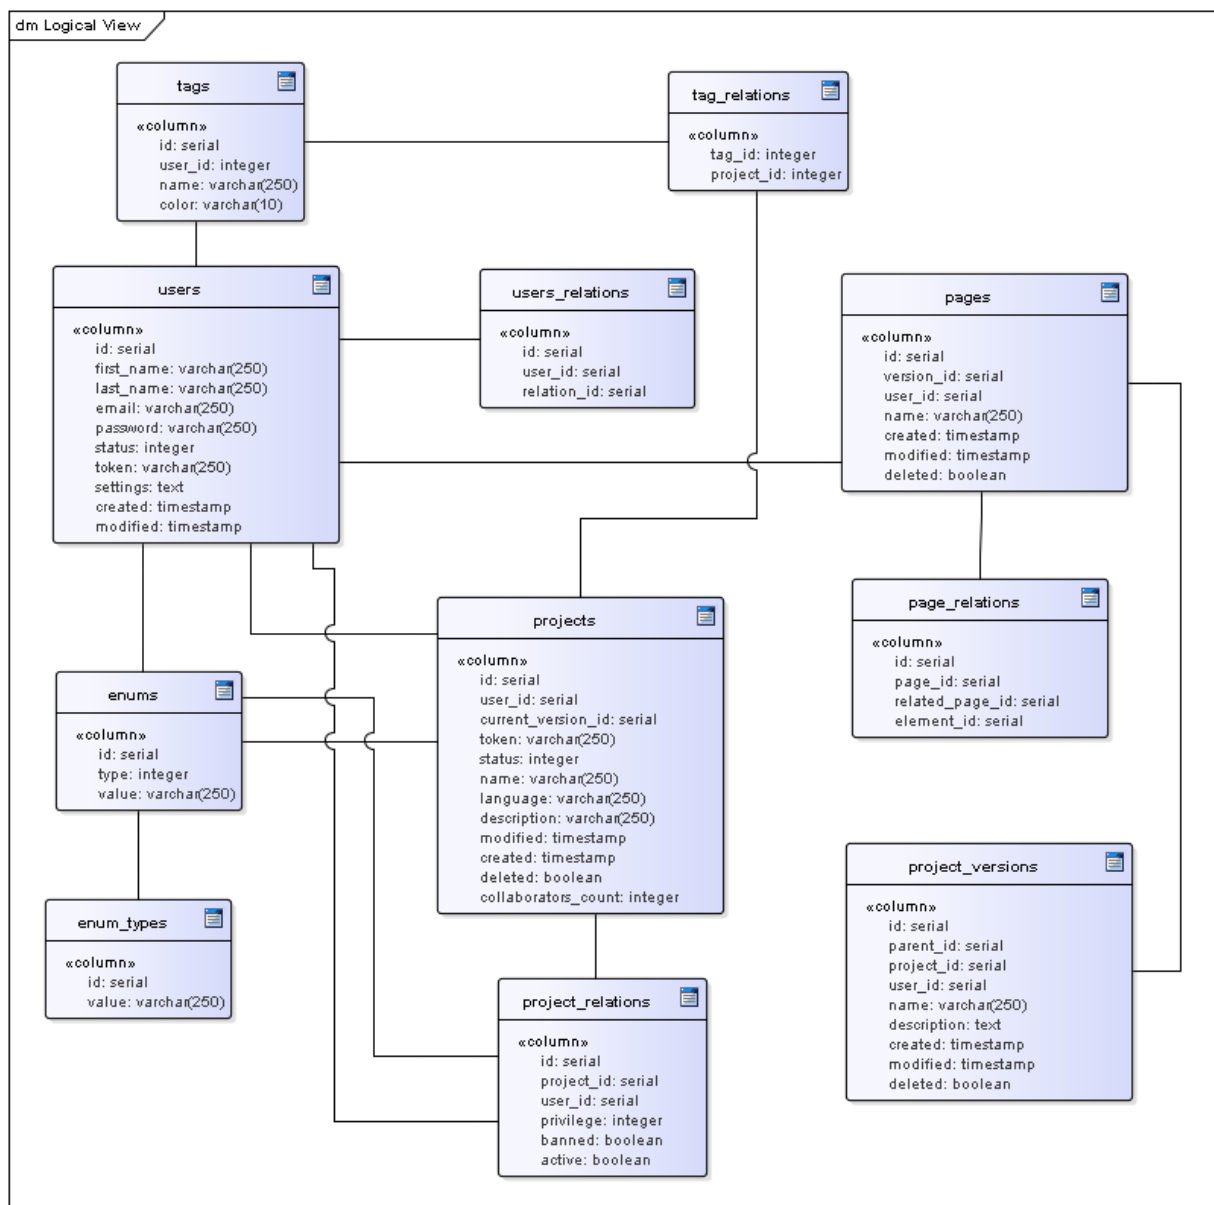 dm Logical View
tags
«column»
id: serial
user_id: integer
name: varchar(250)
color: varchar(10)
tag_relations
«column»
tag_id: integer
project_id: integer
users
«column»
id: serial
first_name: varchar(250)
last_name: varchar(250)
email: varchar(250)
password: varchar(250)
status: integer
token: varchar(250)
settings: text
created: timestamp
modified: timestamp
users_relations
«column»
id: serial
user_id: serial
relation_id: serial
pages
«column»
id: serial
version_id: serial
user_id: serial
name: varchar(250)
created: timestamp
modified: timestamp
deleted: boolean
page_relations
«column»
id: serial
page_id: serial
related_page_id: serial
element_id: serial
projects
«column»
id: serial
user_id: serial
current_version_id: serial
token: varchar(250)
status: integer
name: varchar(250)
language: varchar(250)
description: varchar(250)
modified: timestamp
created: timestamp
deleted: boolean
collaborators_count: integer
enums
«column»
id: serial
type: integer
value: varchar(250)
enum_types
«column»
id: serial
value: varchar(250)
project_versions
«column»
id: serial
parent_id: serial
project_id: serial
user_id: serial
name: varchar(250)
description: text
created: timestamp
modified: timestamp
deleted: boolean
project_relations
«column»
id: serial
project_id: serial
user_id: serial
privilege: integer
banned: boolean
active: boolean